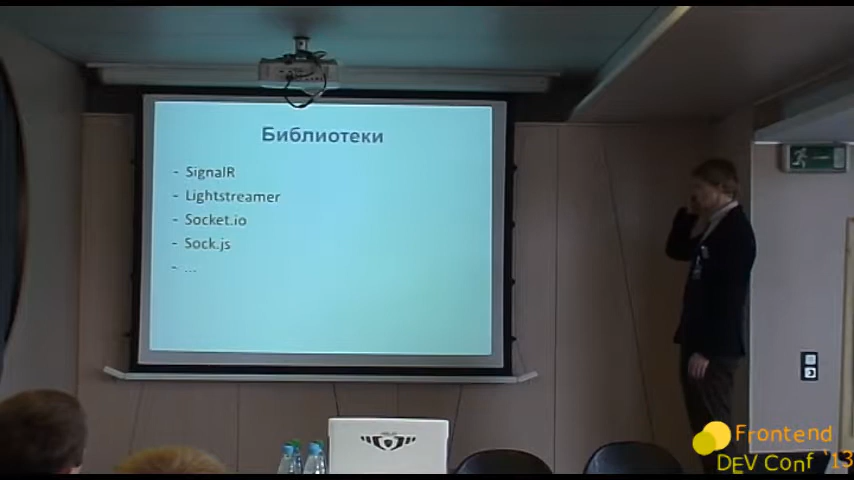 Библиотеки
- SignalR
- Lightstreamer
- Socket.io
- Sock.js
- ...
Frontend
DEV Conf '13